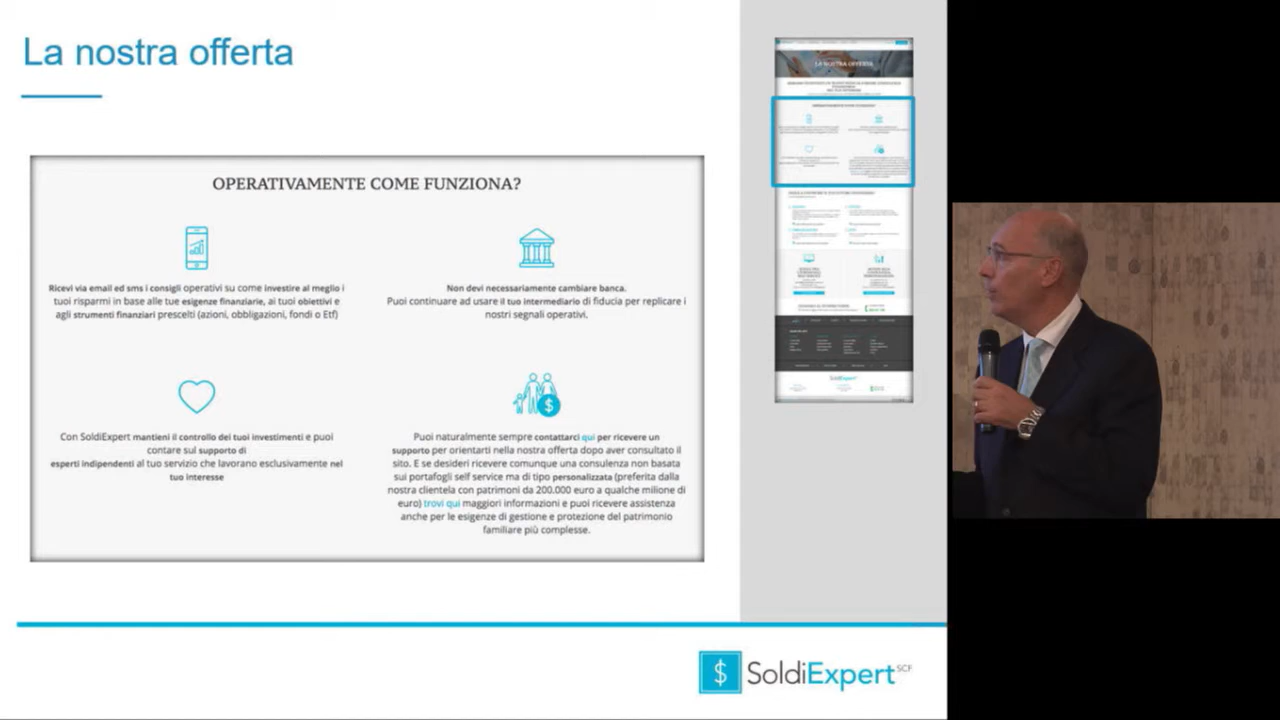 La nostra offerta
OPERATIVAMENTE COME FUNZIONA?
Ricevi via email ed sms i consigli operativi su come investire al meglio i
tuoi risparmi in base alle tue esigenze finanziarie, ai tuoi obiettivi e
agli strumenti finanziari prescelti (azioni, obbligazioni, fondi o Etf)
Non devi necessariamente cambiare banca.
Puoi continuare ad usare il tuo intermediario di fiducia per replicare i
nostri segnali operativi.
Con SoldiExpert mantieni il controllo dei tuoi investimenti e puoi
contare sul supporto di
esperti indipendenti al tuo servizio che lavorano esclusivamente nel
tuo interesse
Puoi naturalmente sempre contattarci qui per ricevere un
supporto per orientarti nella nostra offerta dopo aver consultato il
sito. E se desideri ricevere comunque una consulenza non basata
sui portafogli self service ma di tipo personalizzata (preferita dalla
nostra clientela con patrimoni da 200.000 euro a qualche milione di
euro) trovi qui maggiori informazioni e puoi ricevere assistenza
anche per le esigenze di gestione e protezione del patrimonio
familiare più complesse.
LA NOSTRA OFFERTA
OPERATIVAMENTE COME FUNZIONA?
SoldiExpert
$ SoldiExpert SCF